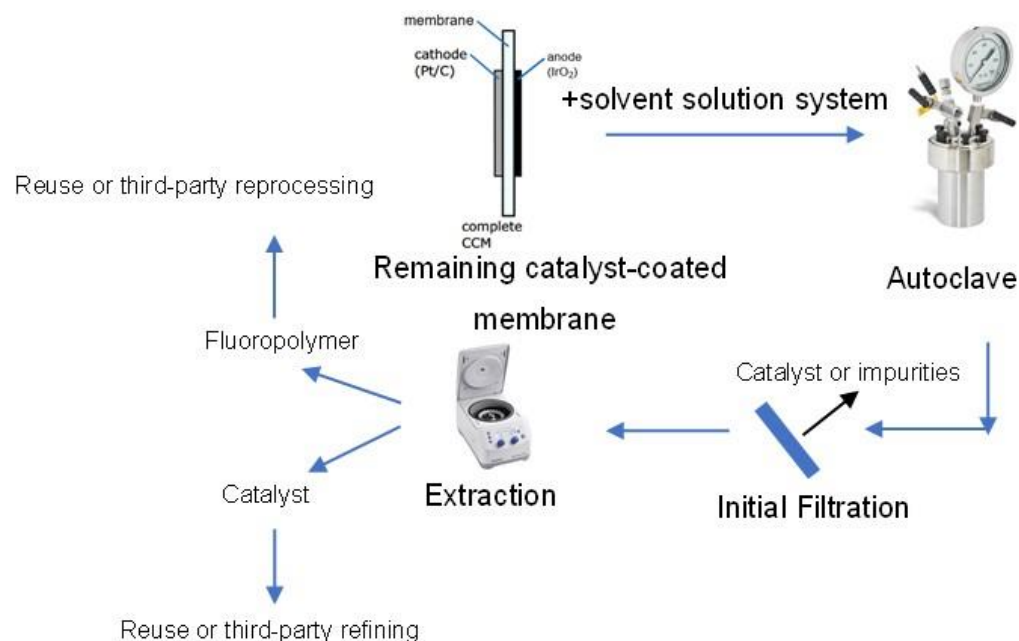 membrane
cathode
(Pt/C)
anode
(IrO₂)
complete
CCM
Remaining catalyst-coated
membrane
+solvent solution system
Autoclave
Catalyst or impurities
Initial Filtration
Extraction
Fluoropolymer
Reuse or third-party reprocessing
Catalyst
Reuse or third-party refining